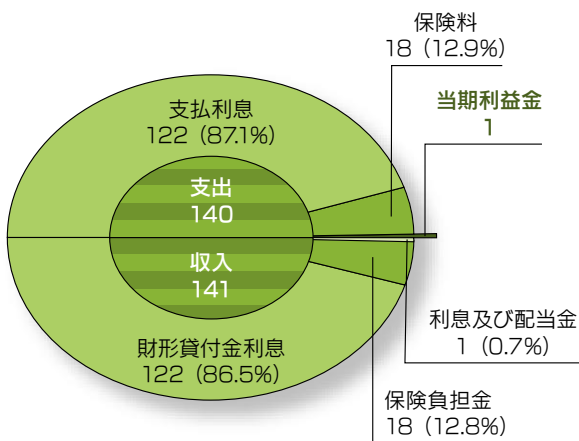 保険料
18（12.9%）
当期利益金
1
支払利息
122（87.1%）
支出
140
収入
141
利息及び配当金
1（0.7%）
財形貸付金利息
122（86.5%）
保険負担金
18（12.8%）